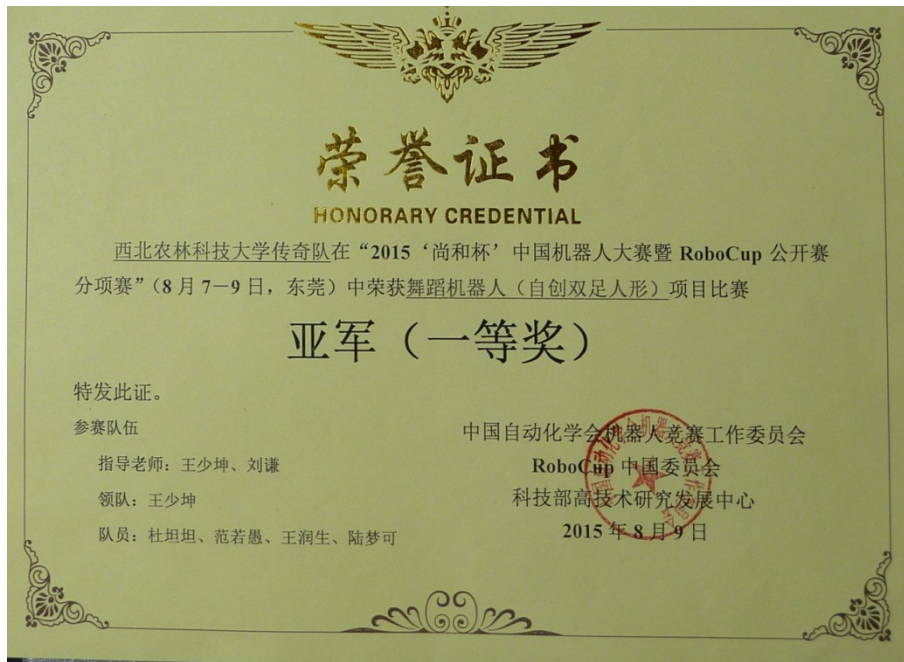 荣誉证书
HONORARY CREDENTIAL
西北农林科技大学传奇队在“2015‘尚和杯’中国机器人大赛暨 RoboCup 公开赛
分项赛”（8月7－9日，东莞）中荣获舞蹈机器人（自创双足人形）项目比赛
亚军（一等奖）
特发此证。
参赛队伍
指导老师：王少坤、刘谦
领队：王少坤
队员：杜坦坦、范若愚、王润生、陆梦可
中国自动化学会机器人竞赛工作委员会
RoboCup 中国委员会
科技部高技术研究发展中心
2015年8月9日